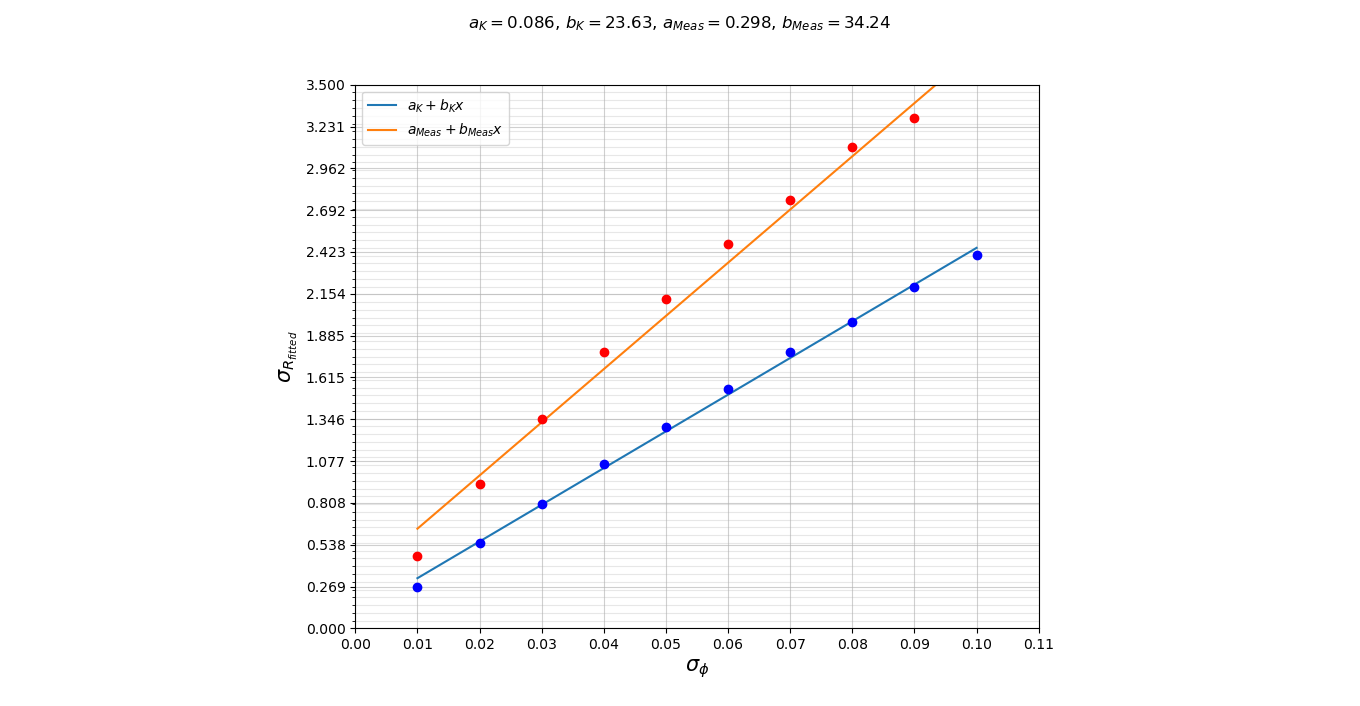 a_K = 0.086, b_K = 23.63, a_Meas = 0.298, b_Meas = 34.24
3.500
3.231
2.962
2.692
2.423
2.154
1.885
1.615
1.346
1.077
0.808
0.538
0.269
0.000
a_K + b_K x
a_Meas + b_Meas x
σ_R_fitted
0.00 0.01 0.02 0.03 0.04 0.05 0.06 0.07 0.08 0.09 0.10 0.11
σ_ϕ